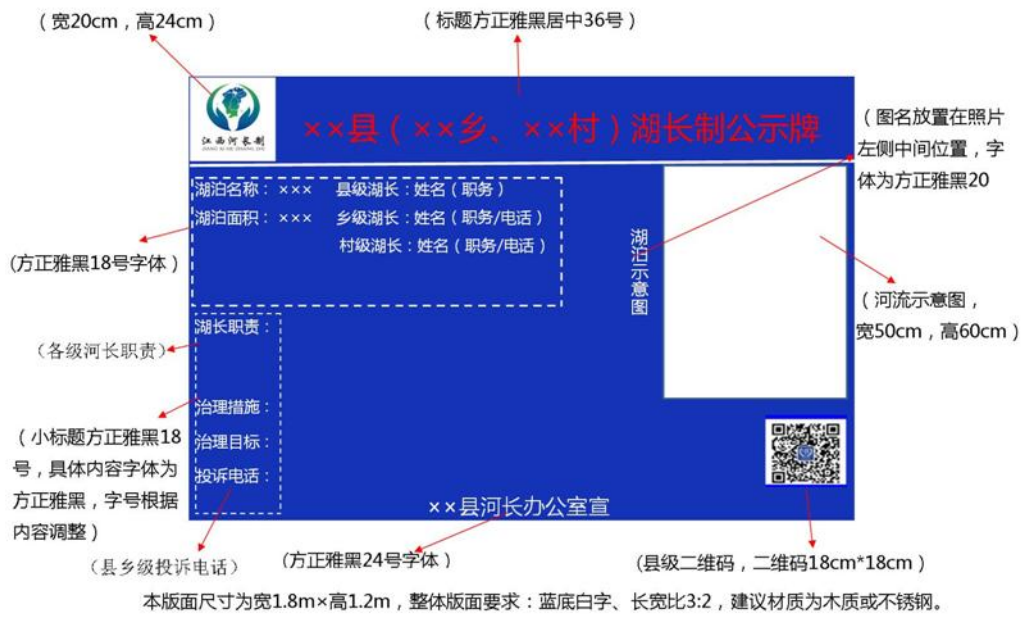 （宽20cm，高24cm）
（标题方正雅黑居中36号）
江西河长制
JIANG XI HE ZHANG ZHI
××县（××乡、××村）湖长制公示牌
（图名放置在照片
左侧中间位置，字
体为方正雅黑20
湖泊名称：××× 县级湖长：姓名（职务）
湖泊面积：××× 乡级湖长：姓名（职务/电话）
村级湖长：姓名（职务/电话）
(方正雅黑18号字体）
湖泊示意图
（河流示意图，
宽50cm，高60cm）
湖长职责：
（各级河长职责）
治理措施：
治理目标：
投诉电话：
（小标题方正雅黑18
号，具体内容字体为
方正雅黑，字号根据
内容调整）
××县河长办公室宣
（县乡级投诉电话）
(方正雅黑24号字体）
（县级二维码，二维码18cm*18cm）
本版面尺寸为宽1.8m×高1.2m，整体版面要求：蓝底白字、长宽比3:2，建议材质为木质或不锈钢。